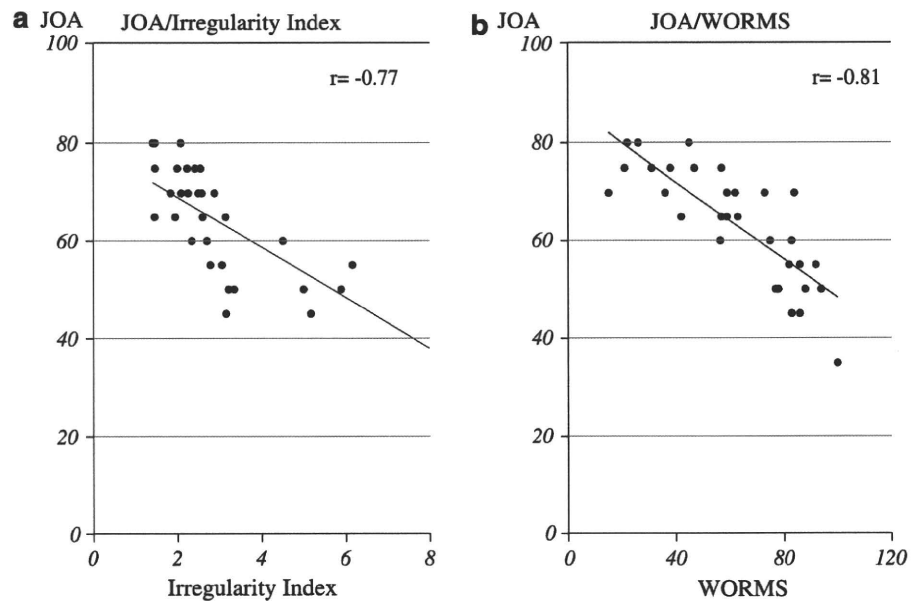 a JOA JOA/Irregularity Index
100
r= -0.77
80
60
40
20
0
0 2 4 6 8
Irregularity Index
b JOA JOA/WORMS
100
r= -0.81
80
60
40
20
0
0 40 80 120
WORMS